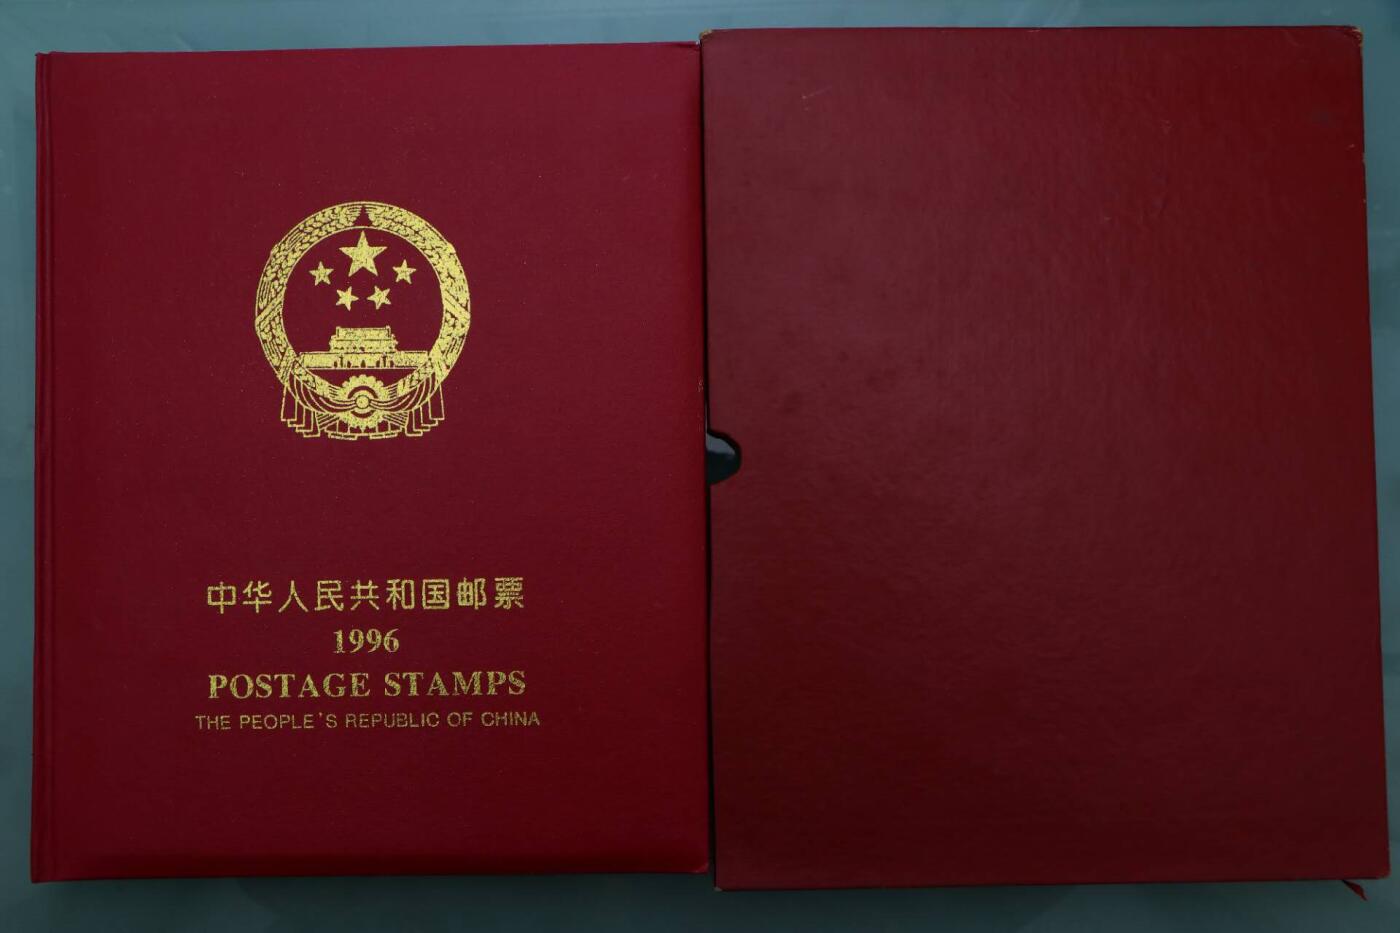 中华人民共和国邮票
1996
POSTAGE STAMPS
THE PEOPLE'S REPUBLIC OF CHINA